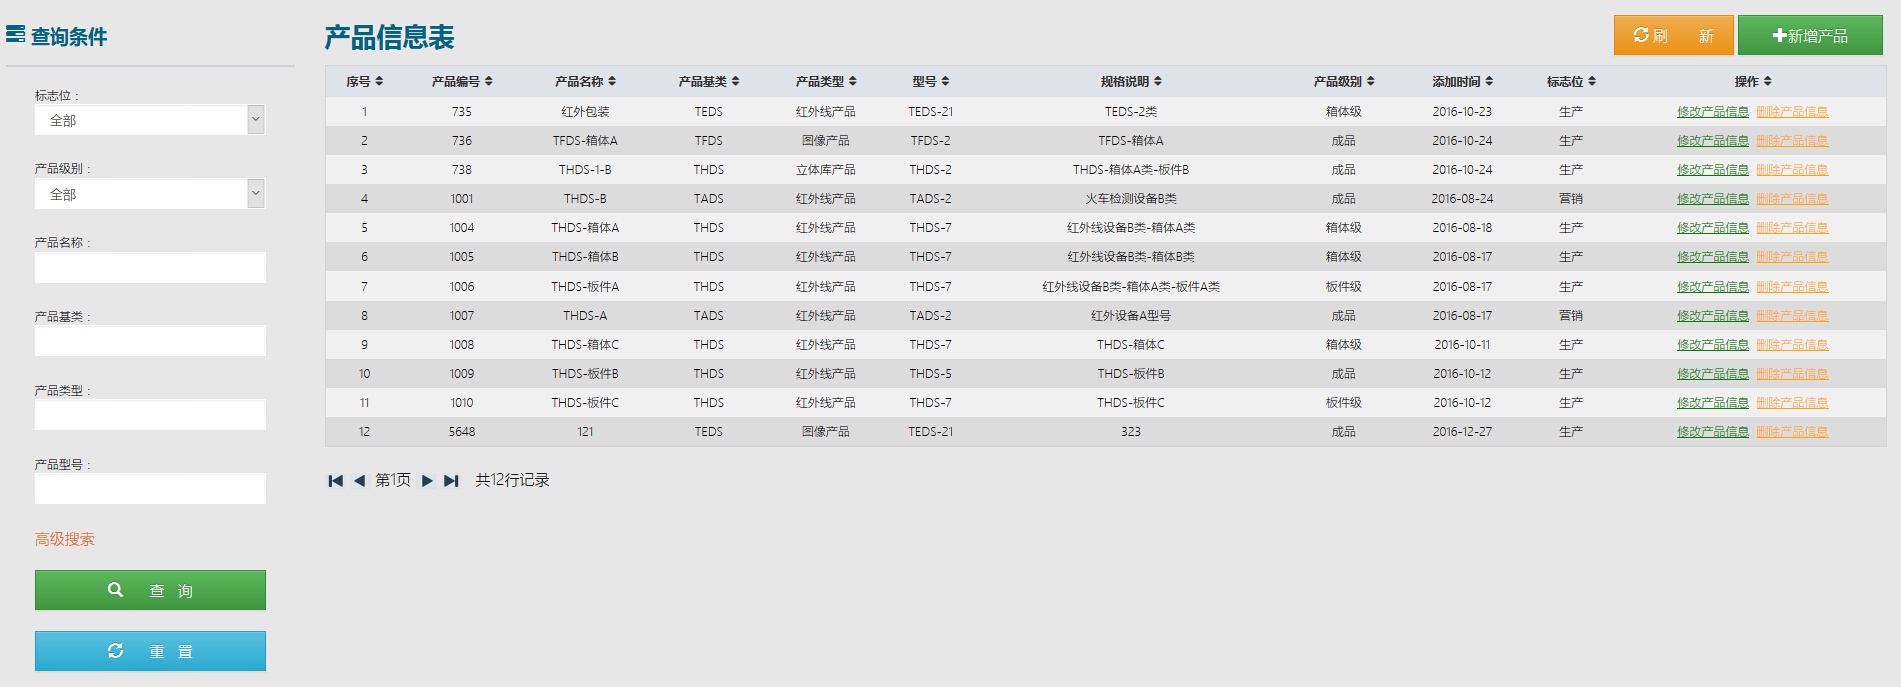 查询条件
标志位：
全部
产品级别：
全部
产品名称：
产品基类：
产品类型：
产品型号：
高级搜索
查 询
重 置
产品信息表
刷 新
新增产品
序号 产品编号 产品名称 产品基类 产品类型 型号 规格说明 产品级别 添加时间 标志位 操作
1 735 红外包装 TEDS 红外线产品 TEDS-21 TEDS-2类 箱体级 2016-10-23 生产 修改产品信息 删除产品信息
2 736 TFDS-箱体A TFDS 图像产品 TFDS-2 TFDS-箱体A 成品 2016-10-24 生产 修改产品信息 删除产品信息
3 738 THDS-1-B THDS 立体库产品 THDS-2 THDS-箱体A类-板件B 成品 2016-10-24 生产 修改产品信息 删除产品信息
4 1001 THDS-B TADS 红外线产品 TADS-2 火车检测设备B类 成品 2016-08-24 营销 修改产品信息 删除产品信息
5 1004 THDS-箱体A THDS 红外线产品 THDS-7 红外线设备B类-箱体A类 箱体级 2016-08-18 生产 修改产品信息 删除产品信息
6 1005 THDS-箱体B THDS 红外线产品 THDS-7 红外线设备B类-箱体B类 箱体级 2016-08-17 生产 修改产品信息 删除产品信息
7 1006 THDS-板件A THDS 红外线产品 THDS-7 红外线设备B类-箱体A类-板件A类 板件级 2016-08-17 生产 修改产品信息 删除产品信息
8 1007 THDS-A TADS 红外线产品 TADS-2 红外设备A型号 成品 2016-08-17 营销 修改产品信息 删除产品信息
9 1008 THDS-箱体C THDS 红外线产品 THDS-7 THDS-箱体C 箱体级 2016-10-11 生产 修改产品信息 删除产品信息
10 1009 THDS-板件B THDS 红外线产品 THDS-5 THDS-板件B 成品 2016-10-12 生产 修改产品信息 删除产品信息
11 1010 THDS-板件C THDS 红外线产品 THDS-7 THDS-板件C 板件级 2016-10-12 生产 修改产品信息 删除产品信息
12 5648 121 TEDS 图像产品 TEDS-21 323 成品 2016-12-27 生产 修改产品信息 删除产品信息
第1页 共12行记录